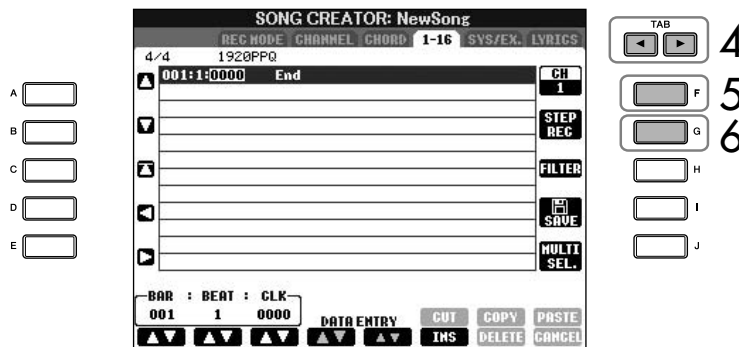 SONG CREATOR: NewSong
REC MODE CHANNEL CHORD 1-16 SYS/EX. LYRICS
TAB
4
4/4 1920PPQ
001:1:0000 End
CH
1
A
F
5
B
STEP
REC
G
6
C
FILTER
H
D
SAVE
I
E
MULTI
SEL.
J
BAR : BEAT : CLK
001 1 0000
DATA ENTRY
CUT COPY PASTE
INS DELETE CANCEL